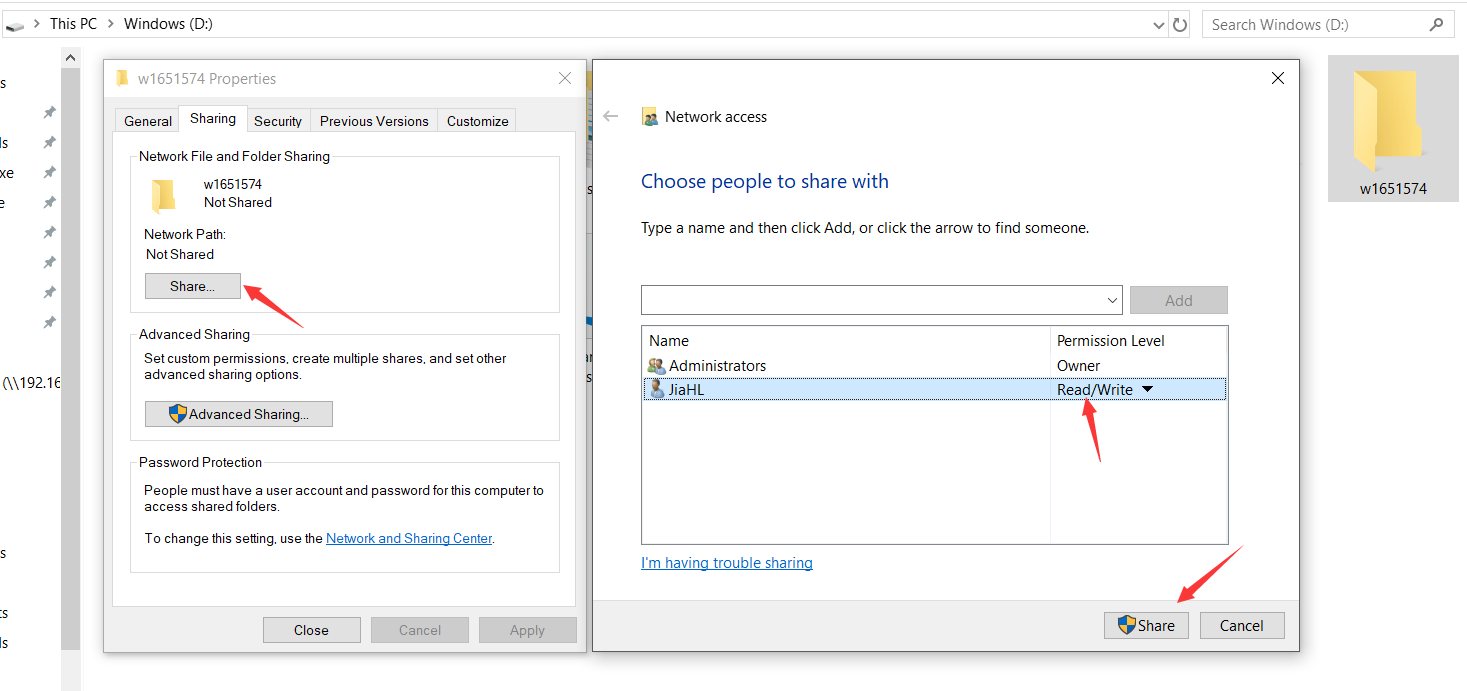 This PC > Windows (D:)
Search Windows (D:)
w1651574 Properties
General
Sharing
Security
Previous Versions
Customize
Network File and Folder Sharing
w1651574
Not Shared
Network Path:
Not Shared
Share...
Advanced Sharing
Set custom permissions, create multiple shares, and set other
advanced sharing options.
Advanced Sharing...
Password Protection
People must have a user account and password for this computer to
access shared folders.
To change this setting, use the Network and Sharing Center.
Close
Cancel
Apply
Network access
Choose people to share with
Type a name and then click Add, or click the arrow to find someone.
Add
Name
Permission Level
Administrators
Owner
JiaHL
Read/Write
I'm having trouble sharing
Share
Cancel
w1651574
(\\192.16